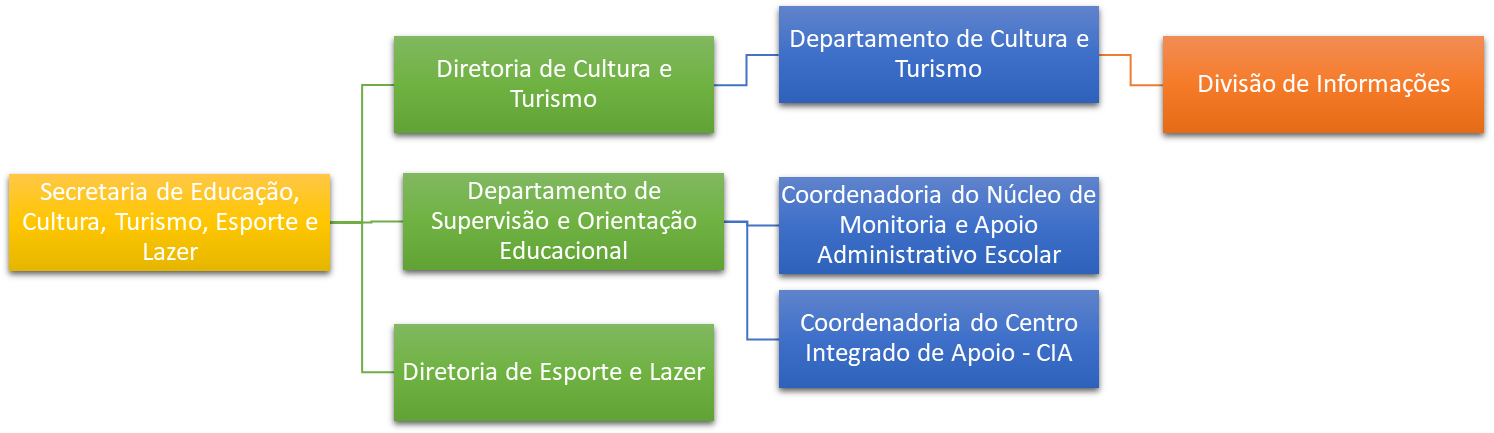 Secretaria de Educação,
Cultura, Turismo, Esporte e
Lazer
Diretoria de Cultura e
Turismo
Departamento de Cultura e
Turismo
Divisão de Informações
Departamento de
Supervisão e Orientação
Educacional
Coordenadoria do Núcleo de
Monitoria e Apoio
Administrativo Escolar
Coordenadoria do Centro
Integrado de Apoio - CIA
Diretoria de Esporte e Lazer